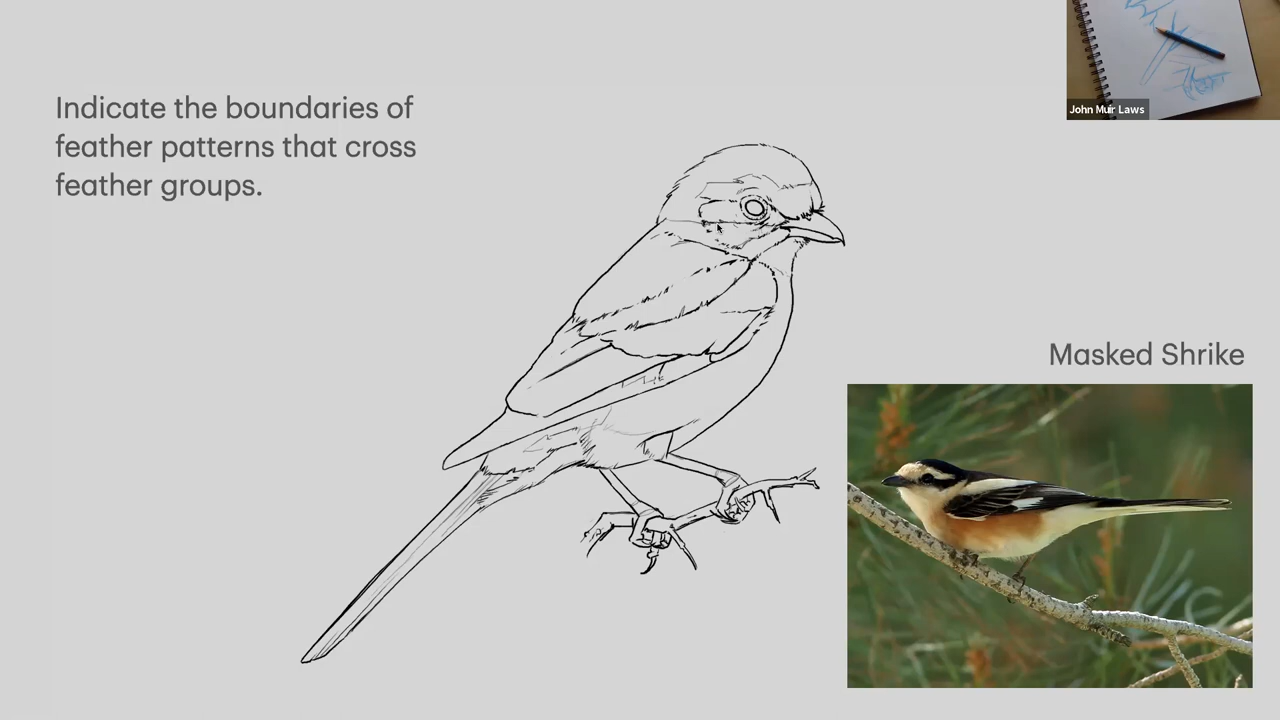 Indicate the boundaries of
feather patterns that cross
feather groups.
John Muir Laws
Masked Shrike